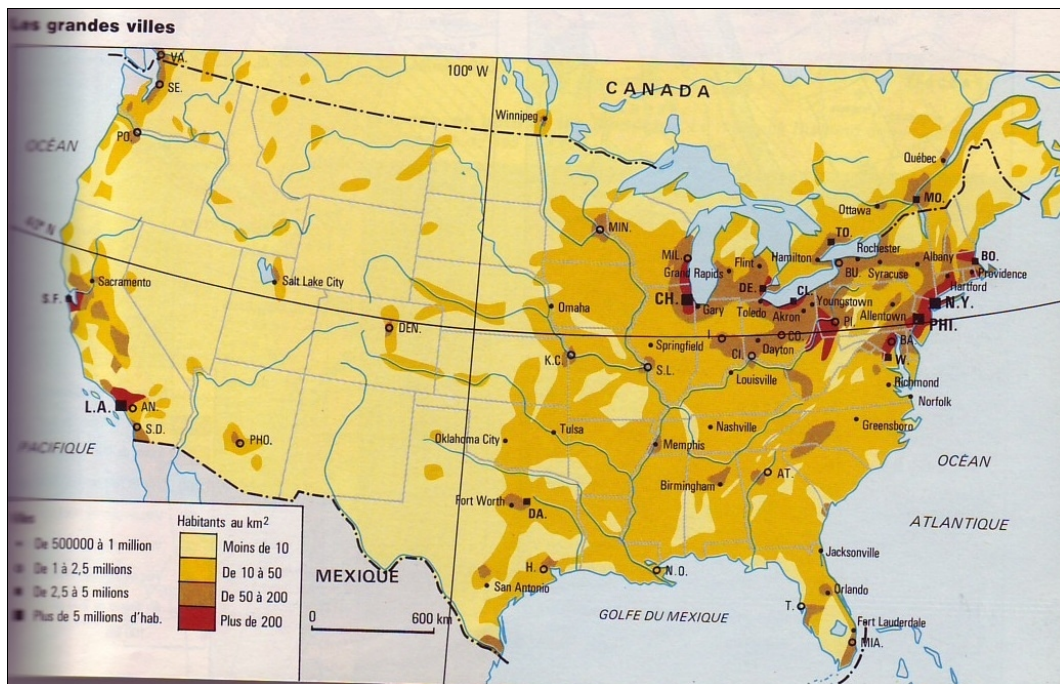 Les grandes villes
VA.
SE.
PO.
OCÉAN
PACIFIQUE
40° N
100° W
CANADA
Winnipeg
Québec
MO.
Ottawa
TO.
MIN.
MIL.
Grand Rapids
Flint
Hamilton
Rochester
BU.
Syracuse
Albany
BO.
Providence
Hartford
DE.
CL.
CH.
Gary
Toledo
Akron
Youngstown
Allentown
N.Y.
PHI.
PI.
BA.
W.
Sacramento
S.F.
Salt Lake City
DEN.
Omaha
K.C.
Springfield
S.L.
I.
CO.
Dayton
CI.
Louisville
Richmond
Norfolk
Greensboro
L.A.
AN.
S.D.
PHO.
Oklahoma City
Tulsa
Memphis
Nashville
Birmingham
AT.
Fort Worth
DA.
H.
San Antonio
N.O.
Jacksonville
Orlando
T.
Fort Lauderdale
MIA.
OCÉAN
ATLANTIQUE
GOLFE DU MEXIQUE
MEXIQUE
0 600 km
De 500000 à 1 million
De 1 à 2,5 millions
De 2,5 à 5 millions
Plus de 5 millions d'hab.
Habitants au km²
Moins de 10
De 10 à 50
De 50 à 200
Plus de 200